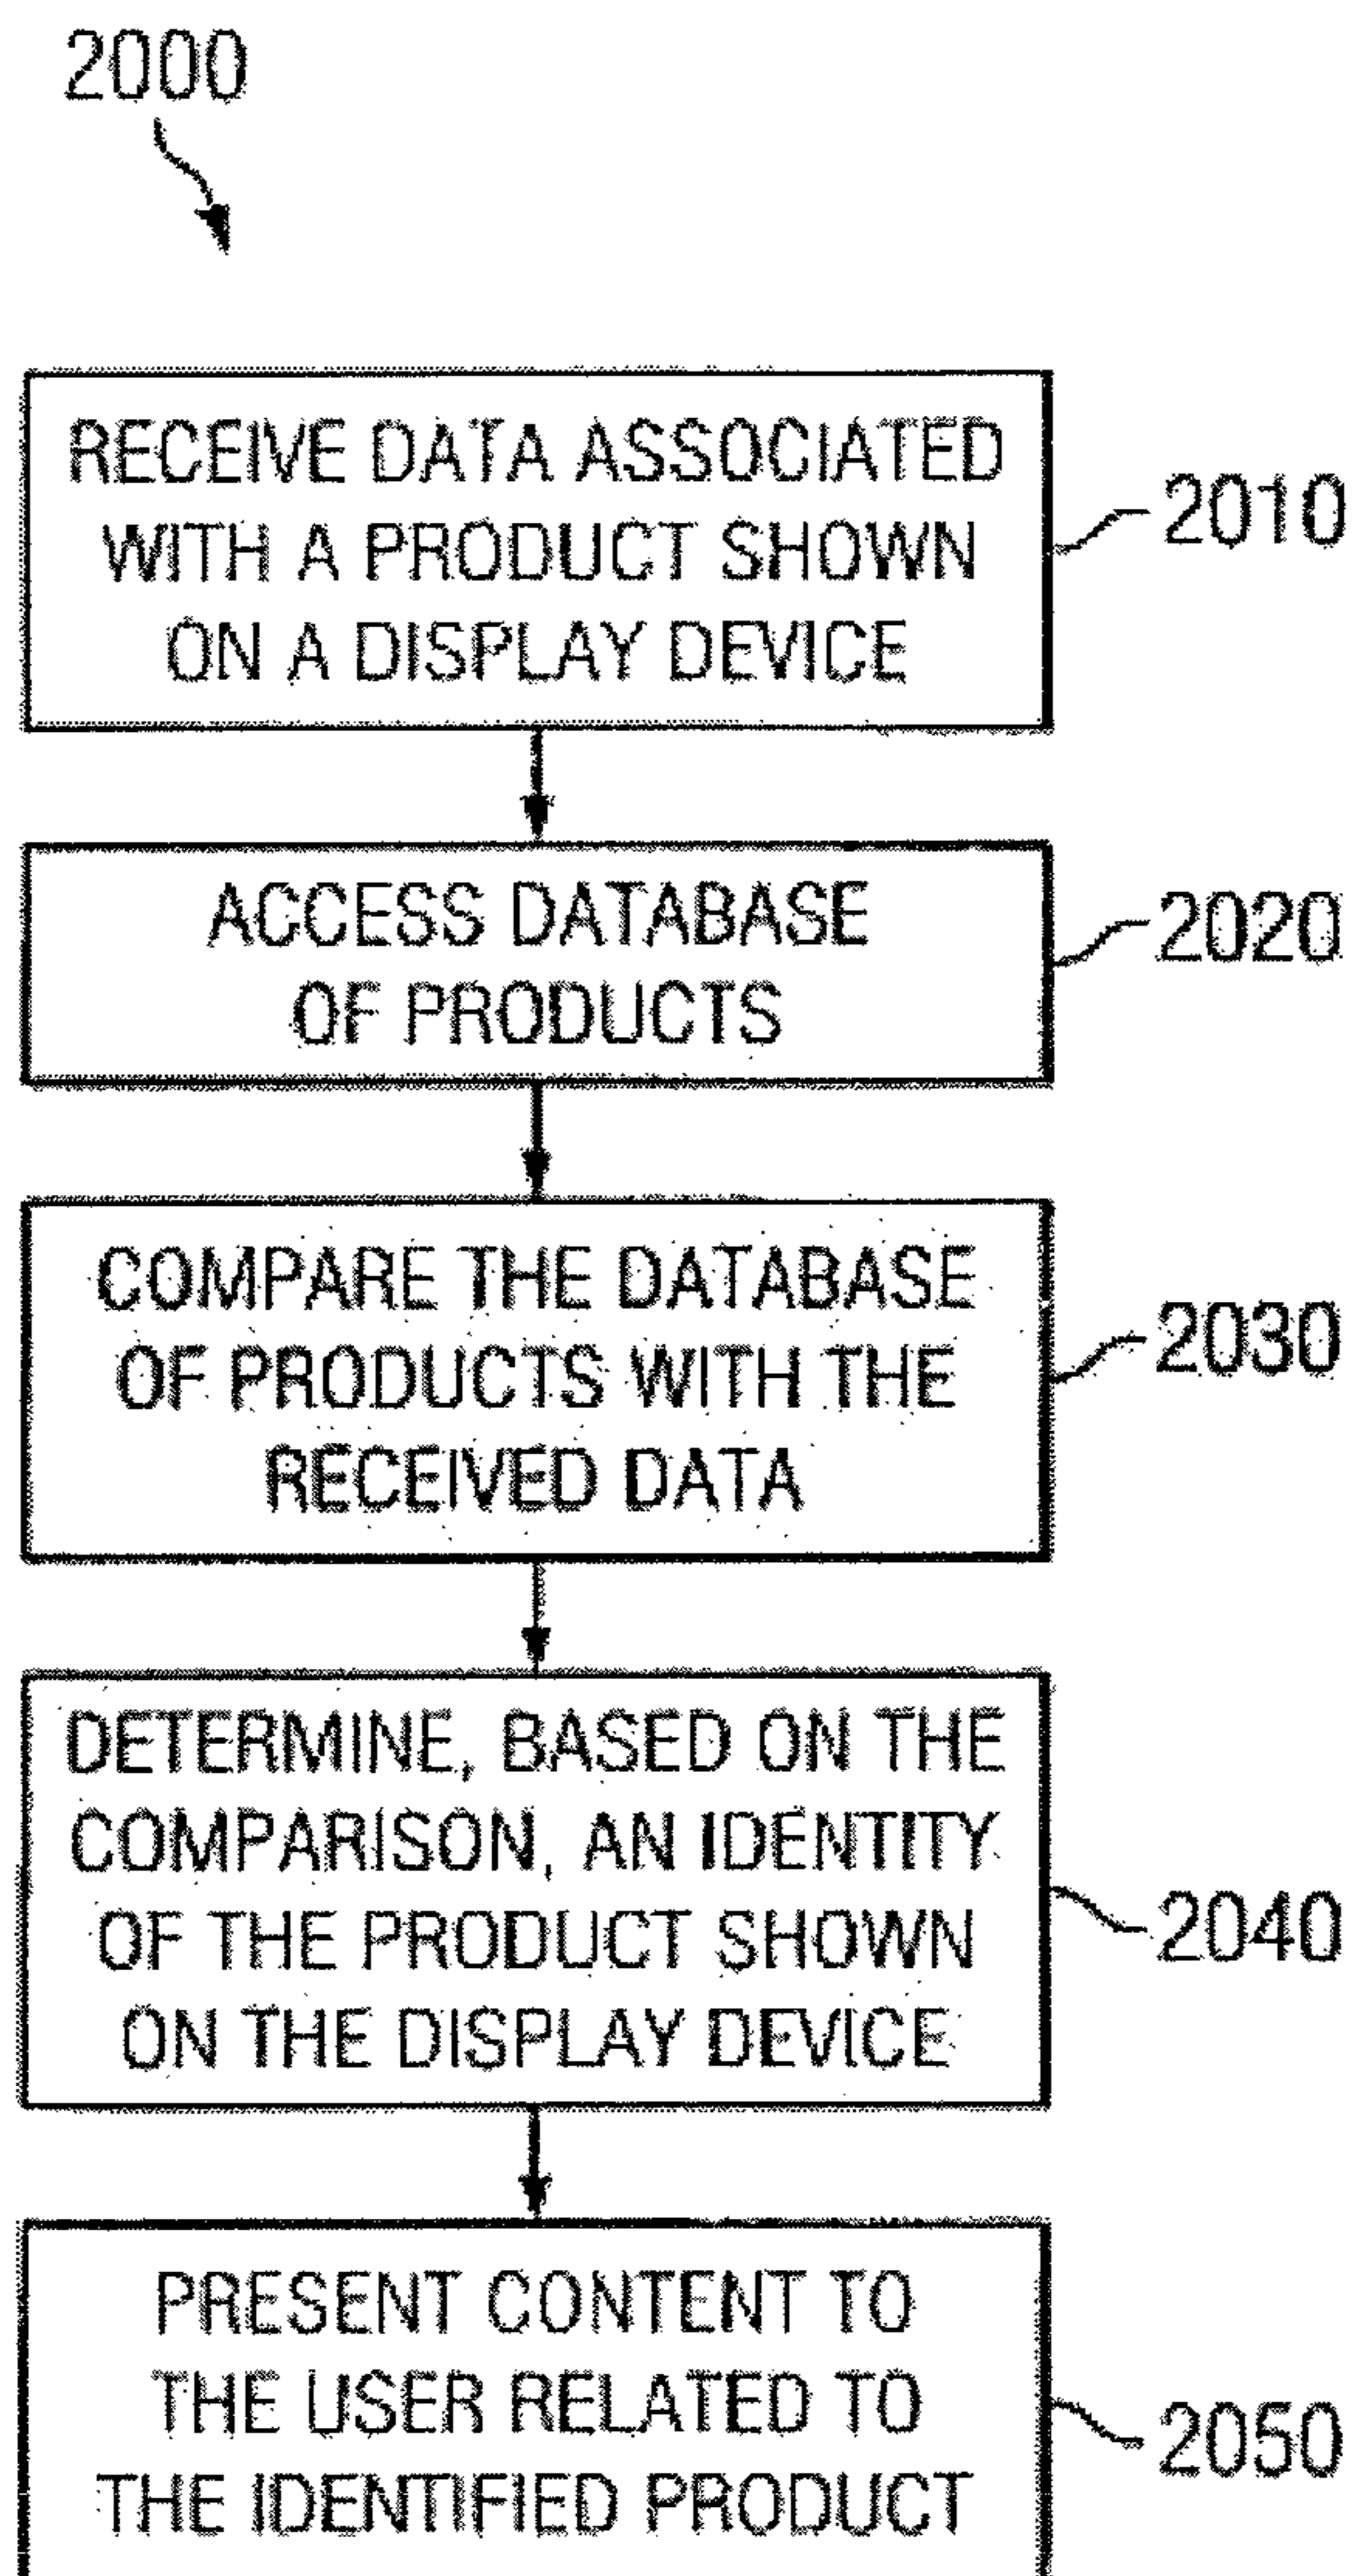 2000
RECEIVE DATA ASSOCIATED
WITH A PRODUCT SHOWN
ON A DISPLAY DEVICE
2010
ACCESS DATABASE
OF PRODUCTS
2020
COMPARE THE DATABASE
OF PRODUCTS WITH THE
RECEIVED DATA
2030
DETERMINE, BASED ON THE
COMPARISON, AN IDENTITY
OF THE PRODUCT SHOWN
ON THE DISPLAY DEVICE
2040
PRESENT CONTENT TO
THE USER RELATED TO
THE IDENTIFIED PRODUCT
2050